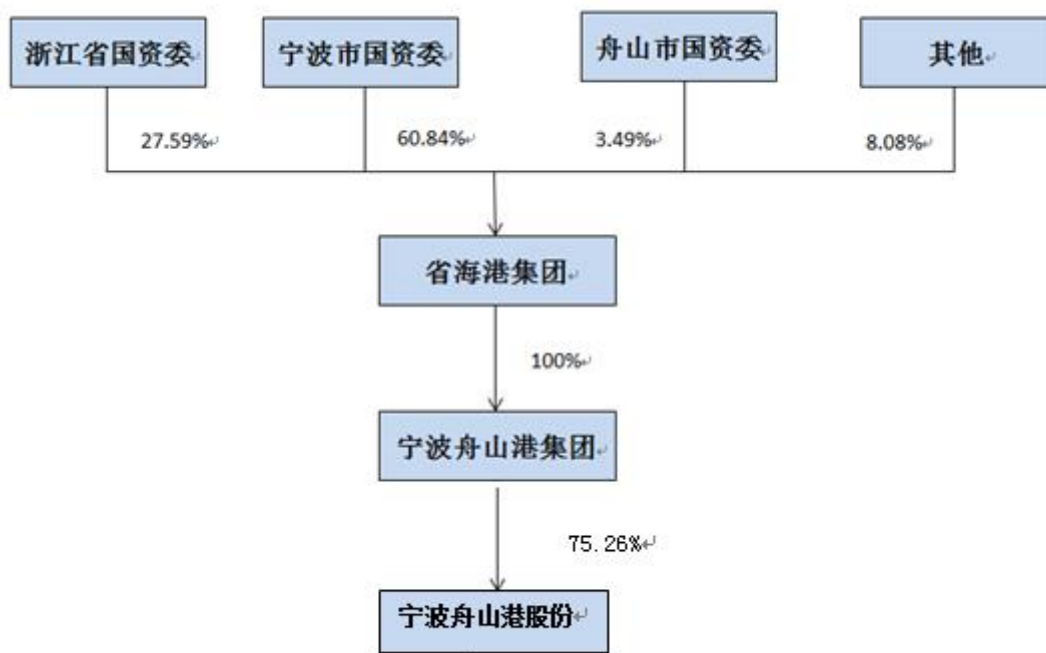 浙江省国资委
宁波市国资委
舟山市国资委
其他
27.59%
60.84%
3.49%
8.08%
省海港集团
100%
宁波舟山港集团
75.26%
宁波舟山港股份